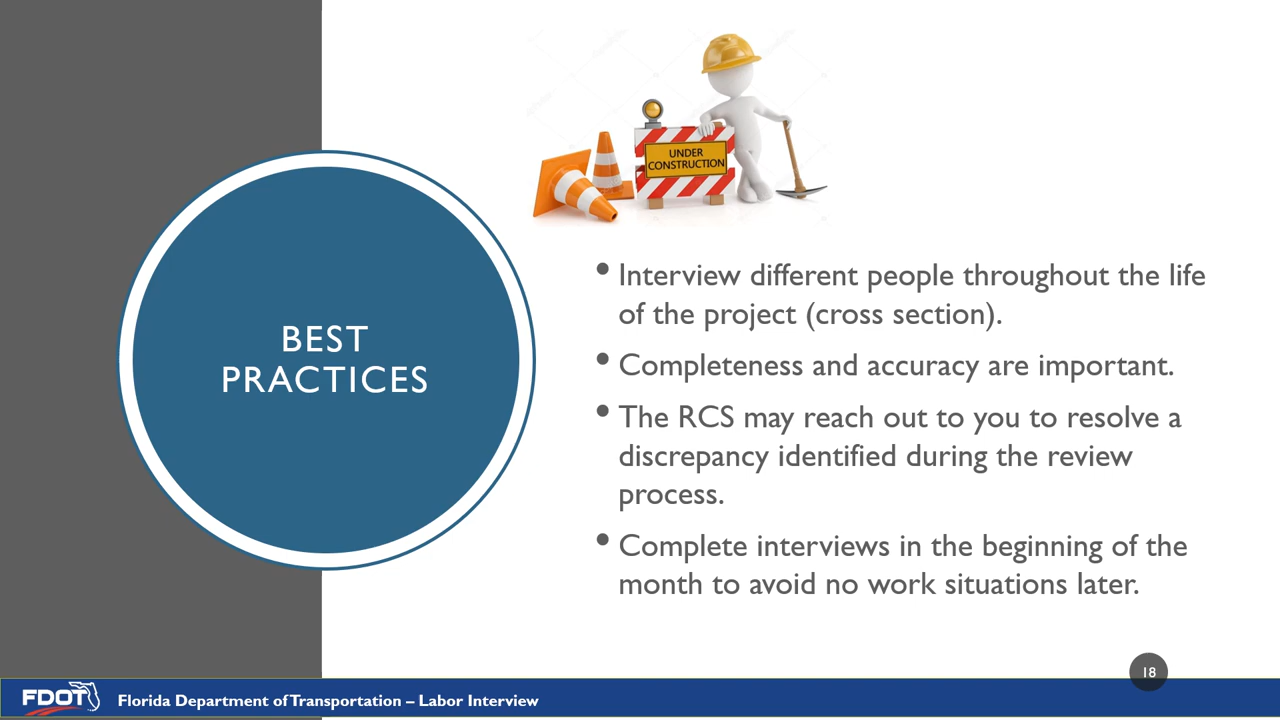 UNDER
CONSTRUCTION
BEST
PRACTICES
• Interview different people throughout the life
of the project (cross section).
• Completeness and accuracy are important.
• The RCS may reach out to you to resolve a
discrepancy identified during the review
process.
• Complete interviews in the beginning of the
month to avoid no work situations later.
18
FDOT
Florida Department of Transportation – Labor Interview